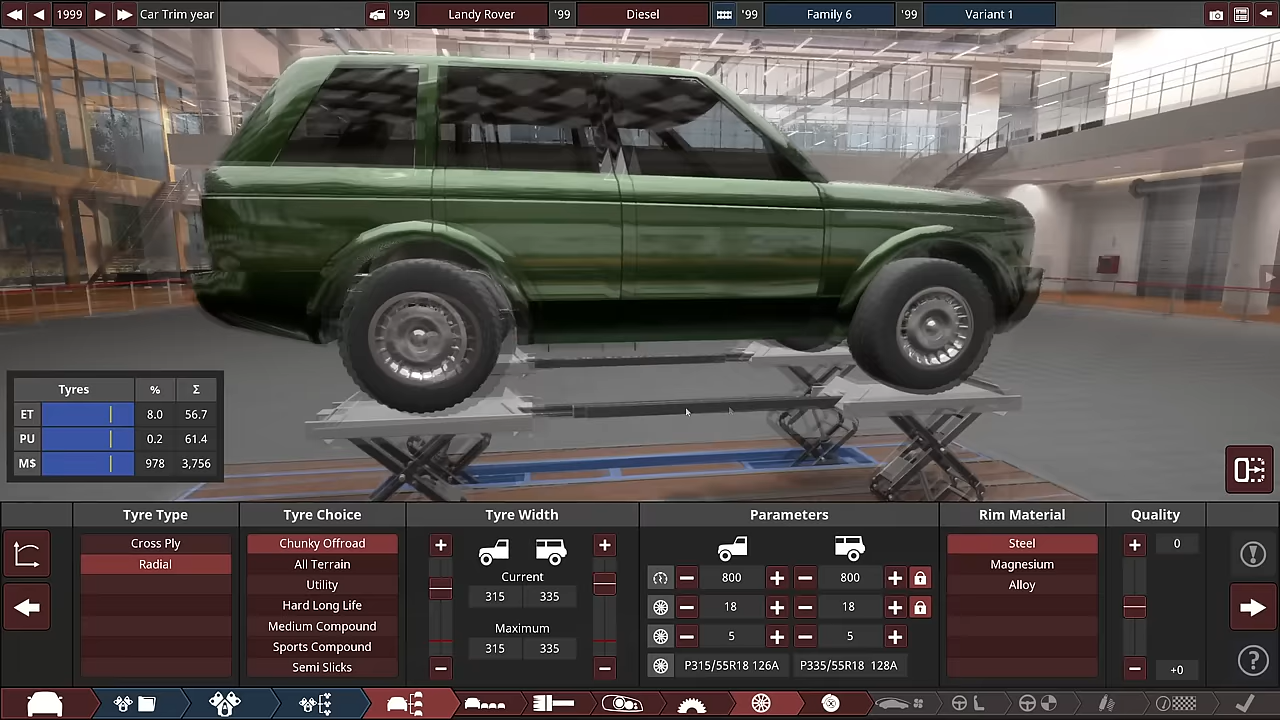 1999 Car Trim year '99 Landy Rover '99 Diesel '99 Family 6 '99 Variant 1
Tyres % Σ
ET 8.0 56.7
PU 0.2 61.4
M$ 978 3,756
Tyre Type
Cross Ply
Radial
Tyre Choice
Chunky Offroad
All Terrain
Utility
Hard Long Life
Medium Compound
Sports Compound
Semi Slicks
Tyre Width
+ +
Current
315 335
Maximum
315 335
- -
Parameters
- 800 + - 800 +
- 18 + - 18 +
- 5 + - 5 +
P315/55R18 126A P335/55R18 128A
Rim Material
Steel
Magnesium
Alloy
Quality
+ 0
- +0
?